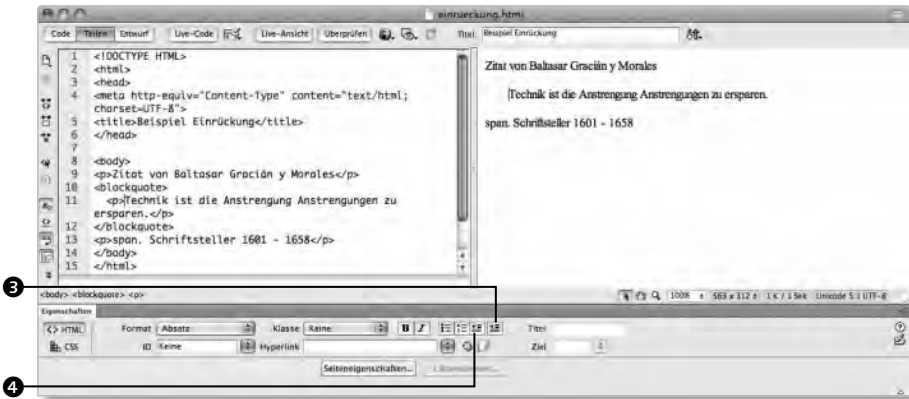 einrueckung.html
Code Teilen Entwurf Live-Code Live-Ansicht Überprüfen Titel: Beispiel Einrückung
1 <!DOCTYPE HTML>
2 <html>
3 <head>
4 <meta http-equiv="Content-Type" content="text/html;
charset=UTF-8">
5 <title>Beispiel Einrückung</title>
6 </head>
7
8 <body>
9 <p>Zitat von Baltasar Gracián y Morales</p>
10 <blockquote>
11 <p>Technik ist die Anstrengung Anstrengungen zu
ersparen.</p>
12 </blockquote>
13 <p>span. Schriftsteller 1601 - 1658</p>
14 </body>
15 </html>
Zitat von Baltasar Gracián y Morales
Technik ist die Anstrengung Anstrengungen zu ersparen.
span. Schriftsteller 1601 - 1658
3
<body> <blockquote> <p> 100% 563 x 312 1 K / 1 Sek Unicode 5.1 UTF-8
Eigenschaften
<> HTML Format Absatz Klasse Keine B I Titel
CSS ID Keine Hyperlink Ziel
Seiteneigenschaften...
4